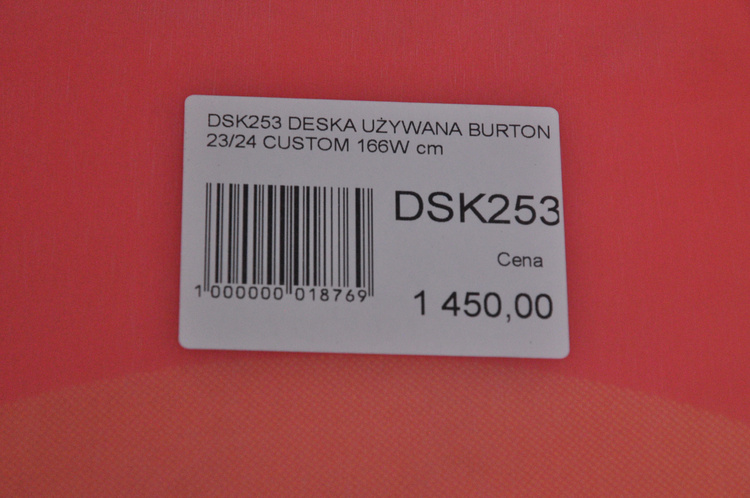 DSK253 DESKA UŻYWANA BURTON
23/24 CUSTOM 166W cm
DSK253
Cena
1 450,00
1 000000 018769